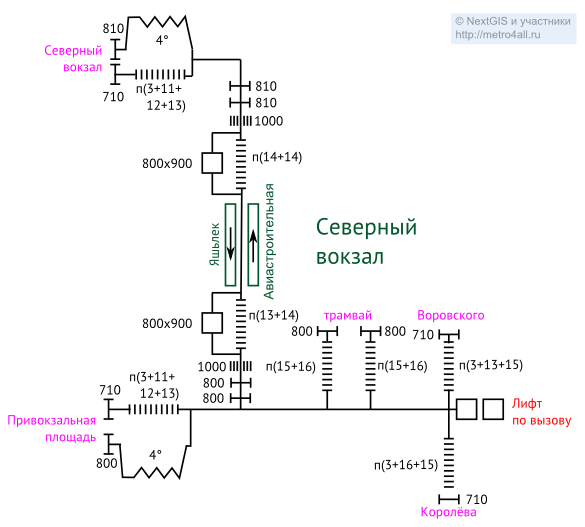 © NextGIS и участники
http://metro4all.ru
810
4°
Северный
вокзал
710
п(3+11+
12+13)
810
810
1000
800x900
п(14+14)
Яшьлек
Авиастроительная
Северный
вокзал
800x900
п(13+14)
трамвай
Воровского
800
800
710
1000
п(15+16)
п(15+16)
п(3+13+15)
800
800
п(3+11+
12+13)
710
Привокзальная
площадь
800
4°
Лифт
по вызову
п(3+16+15)
710
Королёва